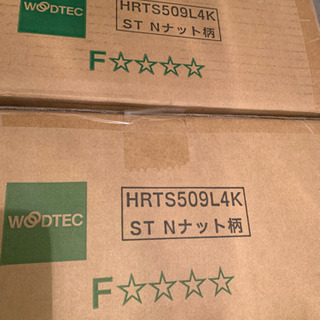 WOODTEC
HRTS509L4K
ST Nナット柄
F☆☆☆☆
WOODTEC
HRTS509L4K
ST Nナット柄
F☆☆☆☆